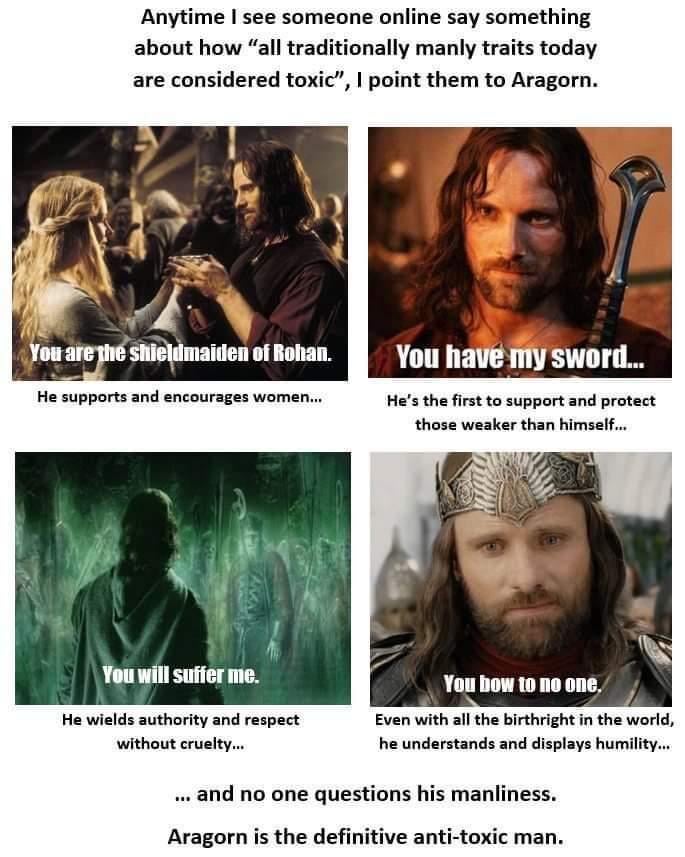 Anytime I see someone online say something
about how “all traditionally manly traits today
are considered toxic”, I point them to Aragorn.
You are the shieldmaiden of Rohan.
You have my sword...
He supports and encourages women...
He’s the first to support and protect
those weaker than himself...
You will suffer me.
You bow to no one.
He wields authority and respect
without cruelty...
Even with all the birthright in the world,
he understands and displays humility...
... and no one questions his manliness.
Aragorn is the definitive anti-toxic man.